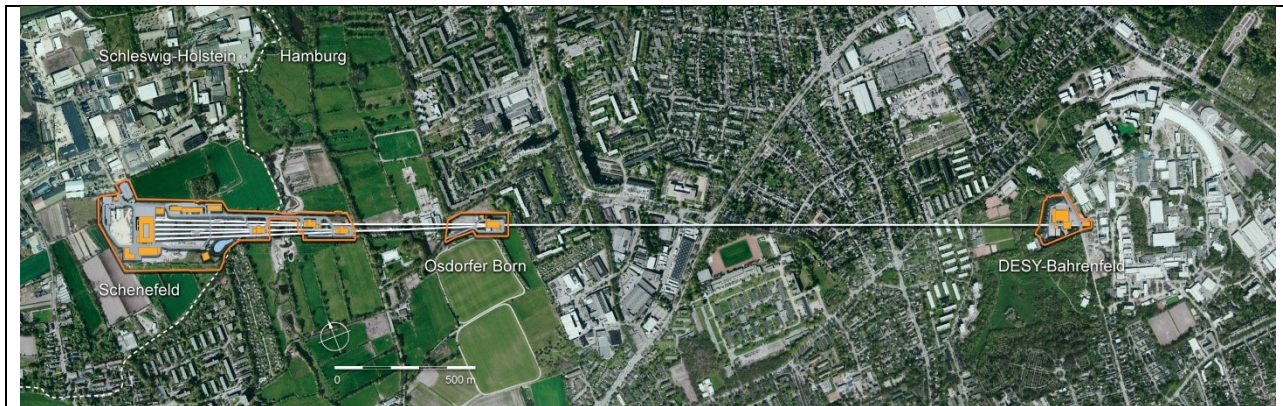 Schleswig-Holstein
Hamburg
Osdorfer Born
DESY-Bahrenfeld
Schenefeld
0
500 m